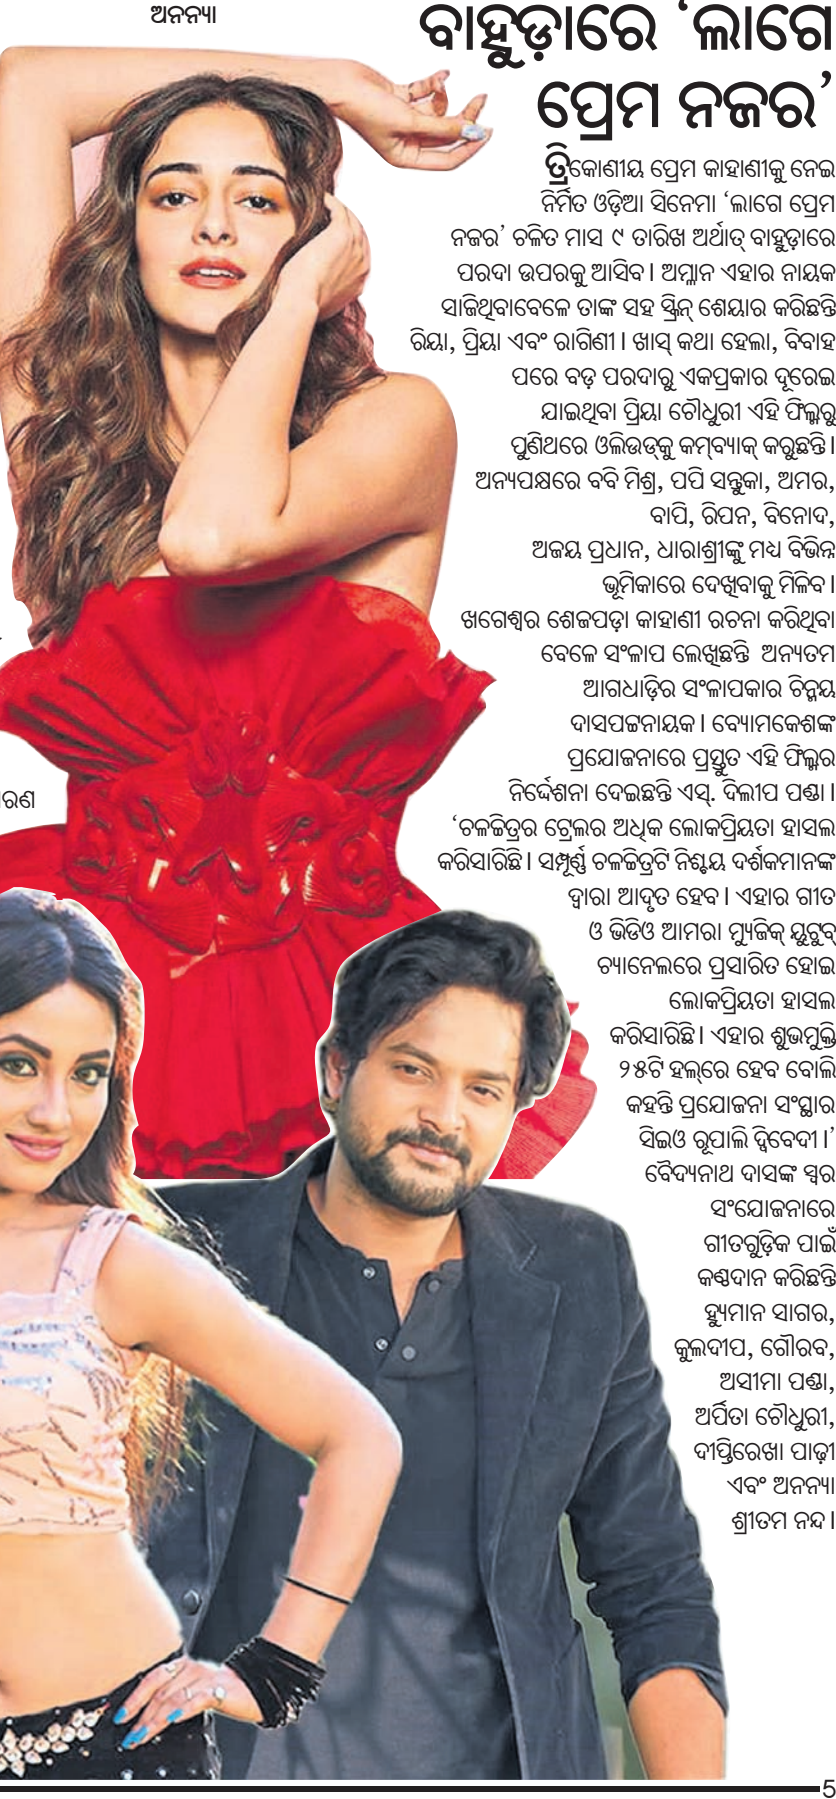 ଅନନ୍ୟା
ବାହୁଡ଼ାରେ ‘ଲାଗେ
ପ୍ରେମ ନଜର’
ତ୍ରିକୋଣୀୟ ପ୍ରେମ କାହାଣୀକୁ ନେଇ
ନିର୍ମିତ ଓଡ଼ିଆ ସିନେମା ‘ଲାଗେ ପ୍ରେମ
ନଜର’ ଚଳିତ ମାସ ୯ ତାରିଖ ଅର୍ଥାତ୍ ବାହୁଡ଼ାରେ
ପରଦା ଉପରକୁ ଆସିବ। ଅମ୍ଳାନ ଏହାର ନାୟକ
ସାଜିଥିବାବେଳେ ତାଙ୍କ ସହ ସ୍କ୍ରିନ୍ ଶେୟାର କରିଛନ୍ତି
ରିୟା, ପ୍ରିୟା ଏବଂ ରାଗିଣୀ। ଖାସ୍ କଥା ହେଲା, ବିବାହ
ପରେ ବଡ଼ ପରଦାରୁ ଏକପ୍ରକାର ଦୂରେଇ
ଯାଇଥିବା ପ୍ରିୟା ଚୌଧୁରୀ ଏହି ଫିଲ୍ମରୁ
ପୁଣିଥରେ ଓଲିଉଡ୍‌କୁ କମ୍‌ବ୍ୟାକ୍ କରୁଛନ୍ତି।
ଅନ୍ୟପକ୍ଷରେ ବବି ମିଶ୍ର, ପପି ସନ୍ତୁକା, ଅମର,
ବାପି, ରିପନ, ବିନୋଦ,
ଅଜୟ ପ୍ରଧାନ, ଧାରାଶ୍ରୀଙ୍କୁ ମଧ୍ୟ ବିଭିନ୍ନ
ଭୂମିକାରେ ଦେଖିବାକୁ ମିଳିବ।
ଖଗେଶ୍ୱର ଶେଜପଡ଼ା କାହାଣୀ ରଚନା କରିଥିବା
ବେଳେ ସଂଳାପ ଲେଖିଛନ୍ତି ଅନ୍ୟତମ
ଆଗଧାଡ଼ିର ସଂଳାପକାର ଚିନ୍ମୟ
ଦାସପଟ୍ଟନାୟକ। ବ୍ୟୋମକେଶଙ୍କ
ପ୍ରଯୋଜନାରେ ପ୍ରସ୍ତୁତ ଏହି ଫିଲ୍ମର
ରଣ
ନିର୍ଦ୍ଦେଶନା ଦେଇଛନ୍ତି ଏସ୍. ଦିଲୀପ ପଣ୍ଡା।
‘ଚଳଚ୍ଚିତ୍ରର ଟ୍ରେଲର ଅଧିକ ଲୋକପ୍ରିୟତା ହାସଲ
କରିସାରିଛି। ସମ୍ପୂର୍ଣ୍ଣ ଚଳଚ୍ଚିତ୍ରଟି ନିଶ୍ଚୟ ଦର୍ଶକମାନଙ୍କ
ଦ୍ୱାରା ଆଦୃତ ହେବ। ଏହାର ଗୀତ
ଓ ଭିଡିଓ ଆମରା ମ୍ୟୁଜିକ୍ ୟୁଟୁବ୍
ଚ୍ୟାନେଲରେ ପ୍ରସାରିତ ହୋଇ
ଲୋକପ୍ରିୟତା ହାସଲ
କରିସାରିଛି। ଏହାର ଶୁଭମୁକ୍ତି
୨୫ଟି ହଲ୍‌ରେ ହେବ ବୋଲି
କହନ୍ତି ପ୍ରଯୋଜନା ସଂସ୍ଥାର
ସିଇଓ ରୂପାଲି ଦ୍ୱିବେଦୀ।’
ବୈଦ୍ୟନାଥ ଦାସଙ୍କ ସ୍ୱର
ସଂଯୋଜନାରେ
ଗୀତଗୁଡ଼ିକ ପାଇଁ
କଣ୍ଠଦାନ କରିଛନ୍ତି
ହ୍ୟୁମାନ ସାଗର,
କୁଲଦୀପ, ଗୌରବ,
ଅସୀମା ପଣ୍ଡା,
ଅର୍ପିତା ଚୌଧୁରୀ,
ଦୀପ୍ତିରେଖା ପାଢ଼ୀ
ଏବଂ ଅନନ୍ୟା
ଶ୍ରୀତମ ନନ୍ଦ।
5